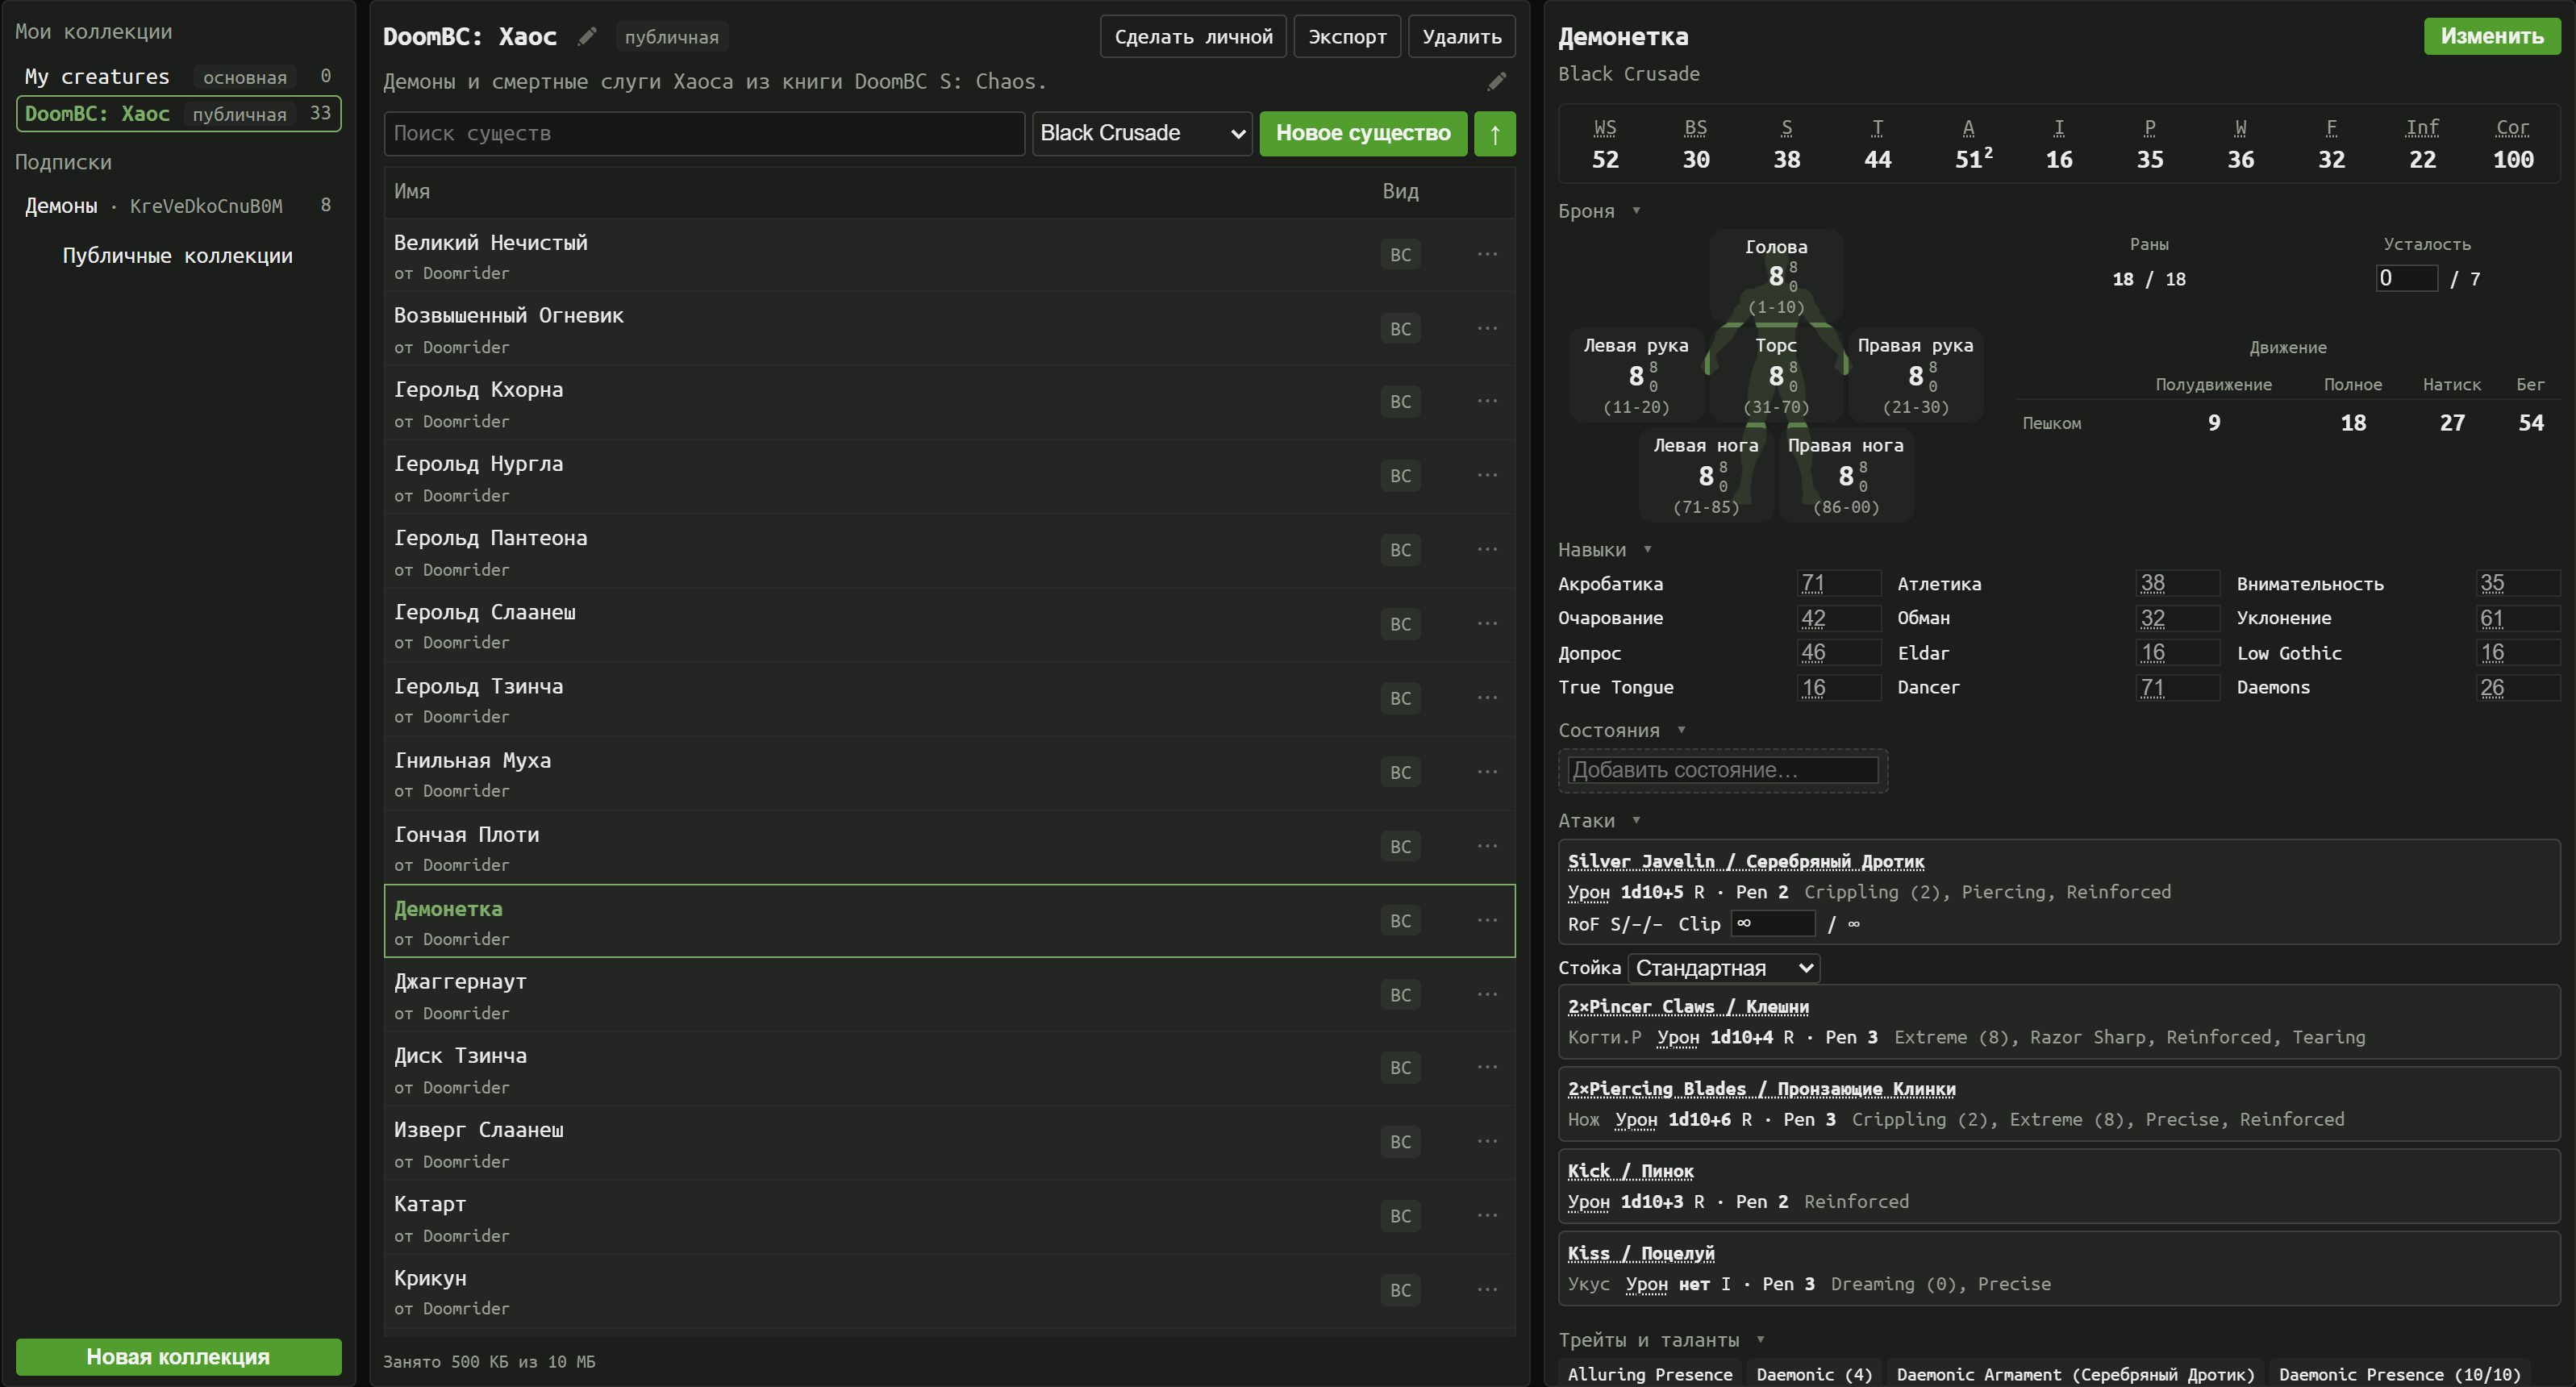 Мои коллекции
My creatures основная 0
DoomBC: Хаос публичная 33
Подписки
Демоны · KreVeDkoCnuB0M 8
Публичные коллекции
Новая коллекция
DoomBC: Хаос публичная
Сделать личной Экспорт Удалить
Демоны и смертные слуги Хаоса из книги DoomBC S: Chaos.
Поиск существ Black Crusade Новое существо ↑
Имя Вид
Великий Нечистый
от Doomrider
BC ...
Возвышенный Огневик
от Doomrider
BC ...
Герольд Кхорна
от Doomrider
BC ...
Герольд Нургла
от Doomrider
BC ...
Герольд Пантеона
от Doomrider
BC ...
Герольд Слаанеш
от Doomrider
BC ...
Герольд Тзинча
от Doomrider
BC ...
Гнильная Муха
от Doomrider
BC ...
Гончая Плоти
от Doomrider
BC ...
Демонетка
от Doomrider
BC ...
Джаггернаут
от Doomrider
BC ...
Диск Тзинча
от Doomrider
BC ...
Изверг Слаанеш
от Doomrider
BC ...
Катарт
от Doomrider
BC ...
Крикун
от Doomrider
BC ...
Занято 500 КБ из 10 МБ
Демонетка Изменить
Black Crusade
WS BS S T A I P W F Inf Cor
52 30 38 44 51² 16 35 36 32 22 100
Броня ▼
Голова
8 8 0
(1-10)
Левая рука Торс Правая рука
8 8 0 8 8 0 8 8 0
(11-20) (31-70) (21-30)
Левая нога Правая нога
8 8 0 8 8 0
(71-85) (86-00)
Раны Усталость
18 / 18 0 / 7
Движение
Полудвижение Полное Натиск Бег
Пешком 9 18 27 54
Навыки ▼
Акробатика 71 Атлетика 38 Внимательность 35
Очарование 42 Обман 32 Уклонение 61
Допрос 46 Eldar 16 Low Gothic 16
True Tongue 16 Dancer 71 Daemons 26
Состояния ▼
Добавить состояние...
Атаки ▼
Silver Javelin / Серебряный Дротик
Урон 1d10+5 R · Pen 2 Crippling (2), Piercing, Reinforced
RoF S/-/- Clip ∞ / ∞
Стойка Стандартная
2×Pincer Claws / Клешни
Когти.Р Урон 1d10+4 R · Pen 3 Extreme (8), Razor Sharp, Reinforced, Tearing
2×Piercing Blades / Пронзающие Клинки
Нож Урон 1d10+6 R · Pen 3 Crippling (2), Extreme (8), Precise, Reinforced
Kick / Пинок
Урон 1d10+3 R · Pen 2 Reinforced
Kiss / Поцелуй
Укус Урон нет I · Pen 3 Dreaming (0), Precise
Трейты и таланты ▼
Alluring Presence Daemonic (4) Daemonic Armament (Серебряный Дротик) Daemonic Presence (10/10)